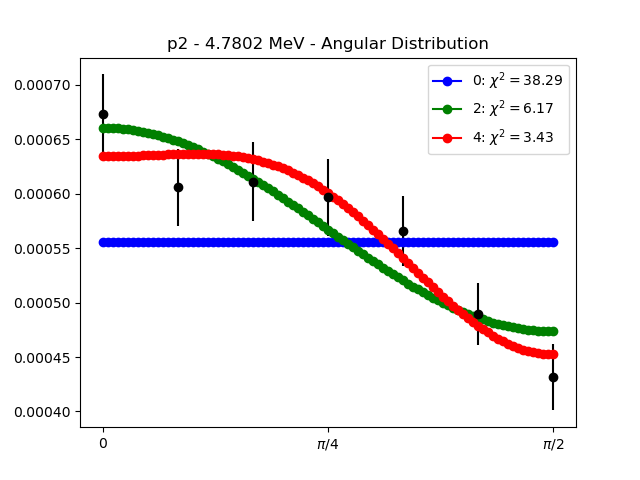 p2 - 4.7802 MeV - Angular Distribution
0: χ² = 38.29
2: χ² = 6.17
4: χ² = 3.43
0.00070
0.00065
0.00060
0.00055
0.00050
0.00045
0.00040
0 π/4 π/2